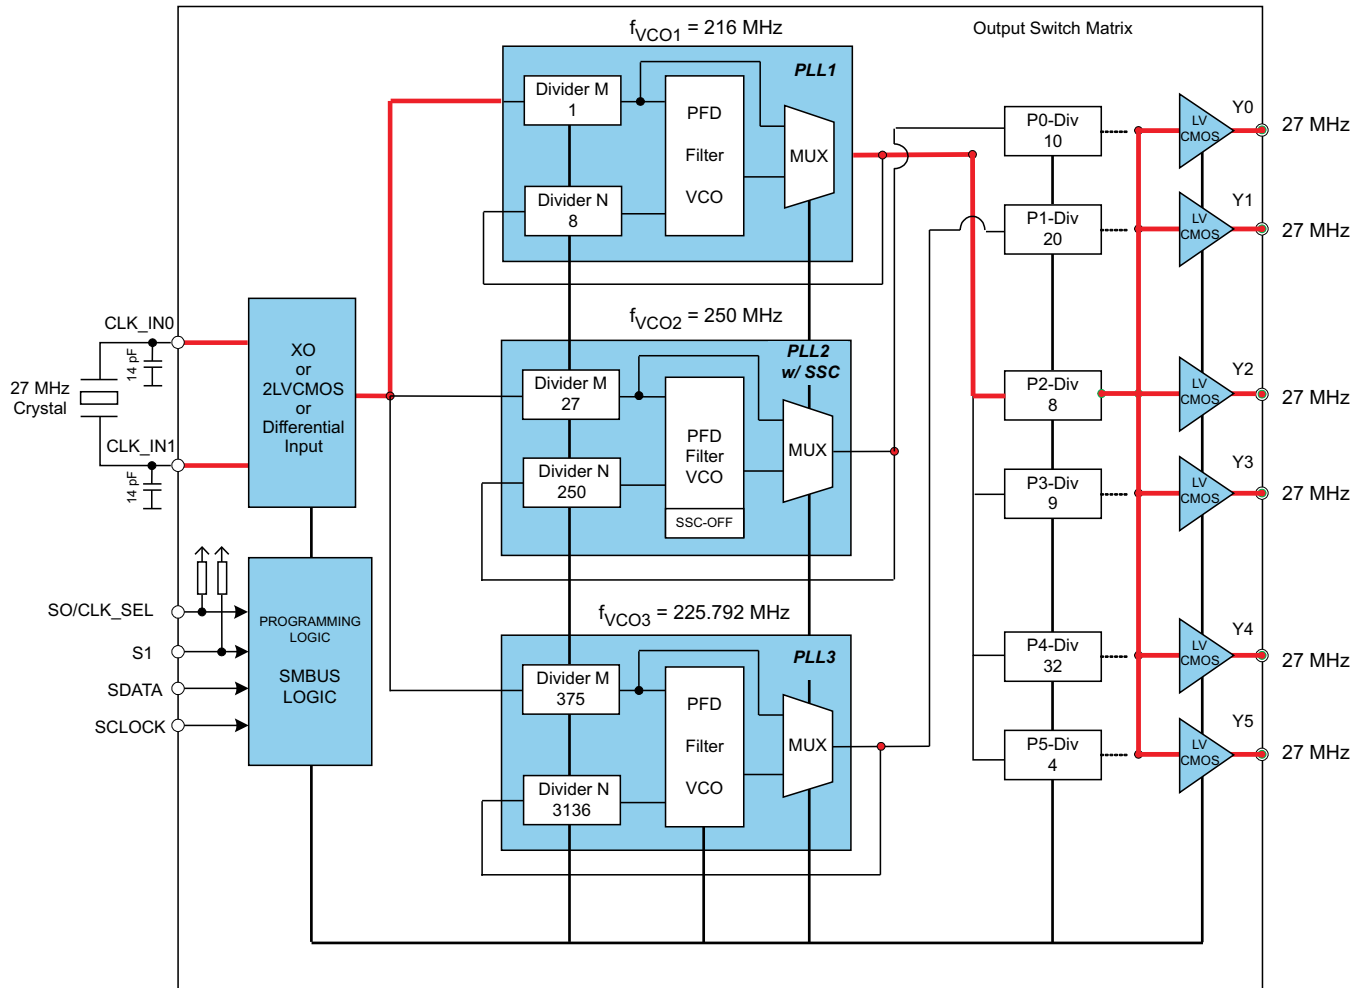 fVCO1 = 216 MHz
Output Switch Matrix
PLL1
Divider M
1
PFD
Filter
VCO
MUX
Divider N
8
P0-Div
10
LV
CMOS
Y0
27 MHz
P1-Div
20
LV
CMOS
Y1
27 MHz
fVCO2 = 250 MHz
CLK_IN0
14 pF
27 MHz
Crystal
CLK_IN1
14 pF
XO
or
2LVCMOS
or
Differential
Input
PLL2
w/ SSC
Divider M
27
PFD
Filter
VCO
MUX
Divider N
250
SSC-OFF
P2-Div
8
LV
CMOS
Y2
27 MHz
P3-Div
9
LV
CMOS
Y3
27 MHz
SO/CLK_SEL
S1
SDATA
SCLOCK
PROGRAMMING
LOGIC
SMBUS
LOGIC
fVCO3 = 225.792 MHz
PLL3
Divider M
375
PFD
Filter
VCO
MUX
Divider N
3136
P4-Div
32
LV
CMOS
Y4
27 MHz
P5-Div
4
LV
CMOS
Y5
27 MHz